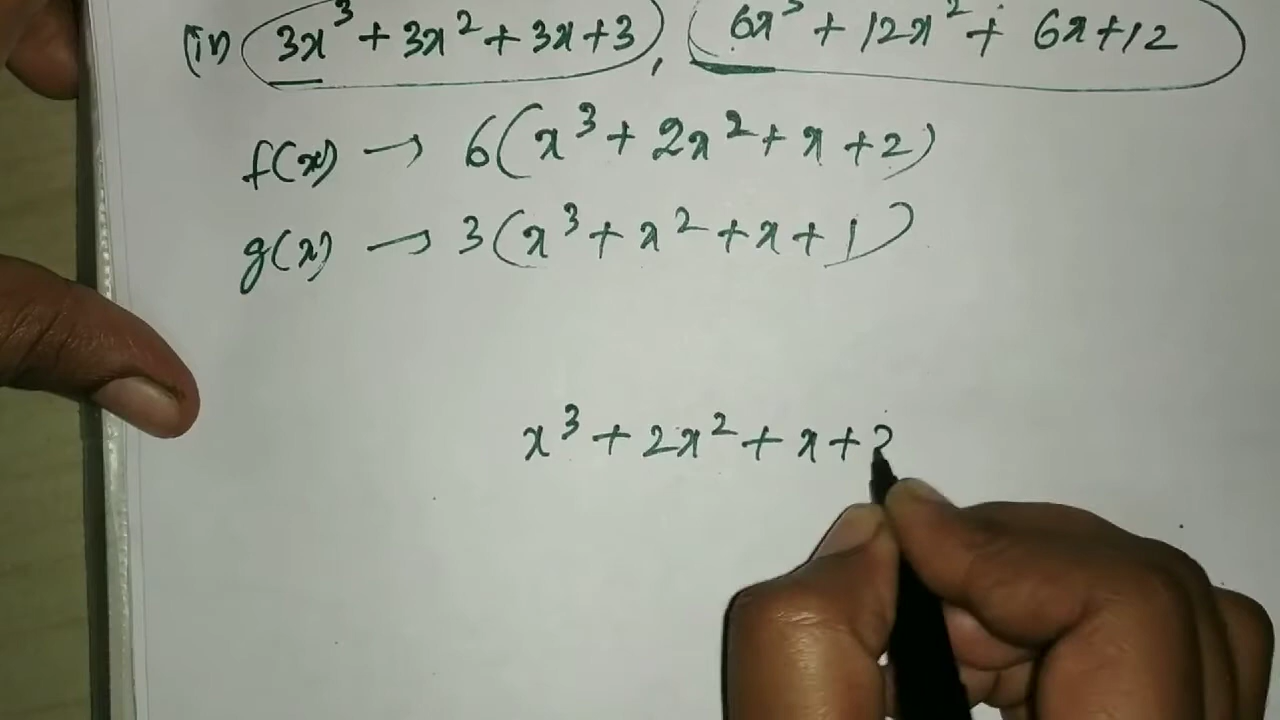 (iv) 3x³ + 3x² + 3x + 3 , 6x³ + 12x² + 6x + 12
f(x) → 6(x³ + 2x² + x + 2)
g(x) → 3(x³ + x² + x + 1)
x³ + 2x² + x + 2